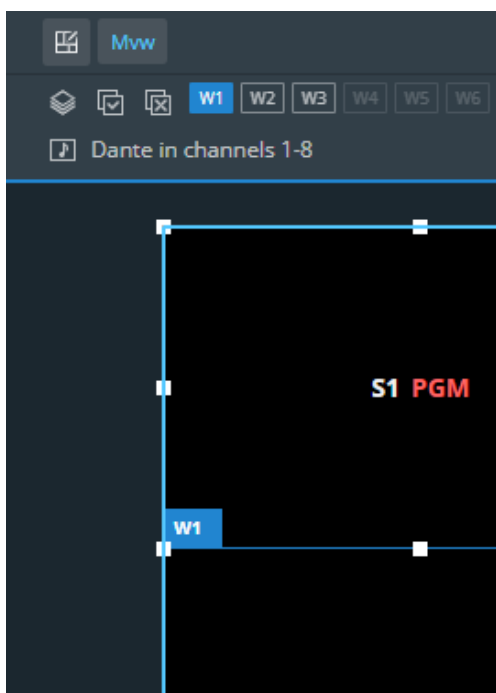 Mvw
W1 W2 W3 W4 W5 W6
Dante in channels 1-8
S1 PGM
W1